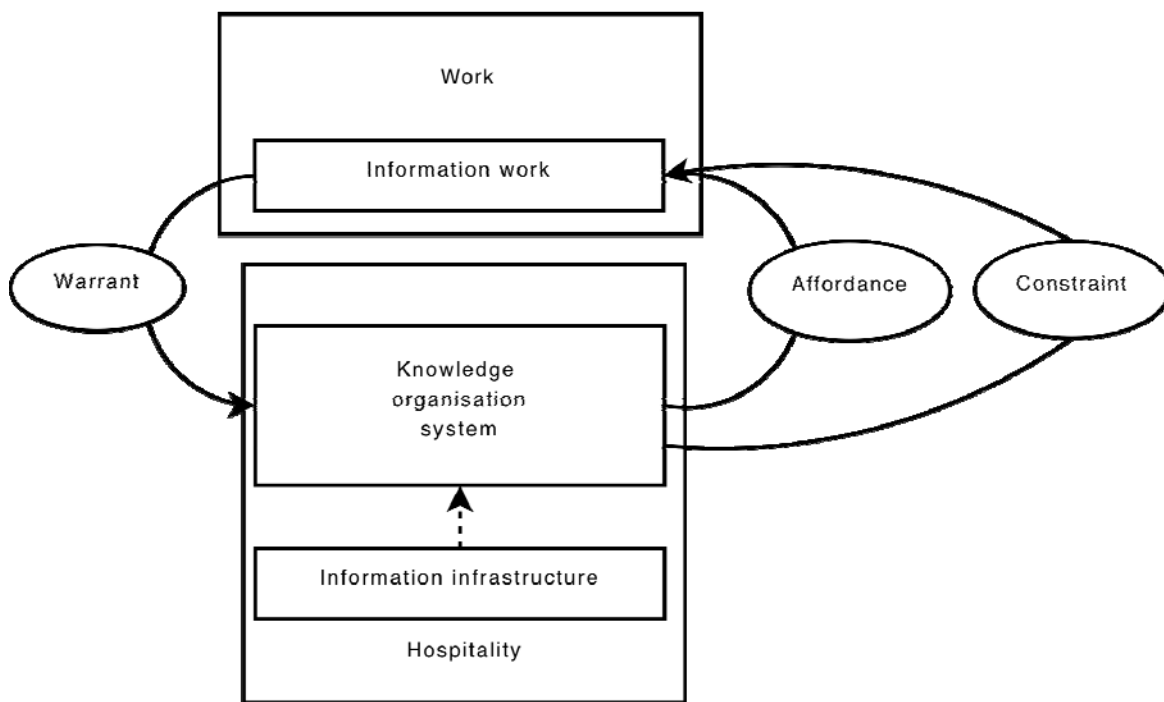 Work
Information work
Warrant
Affordance
Constraint
Knowledge
organisation
system
Information infrastructure
Hospitality